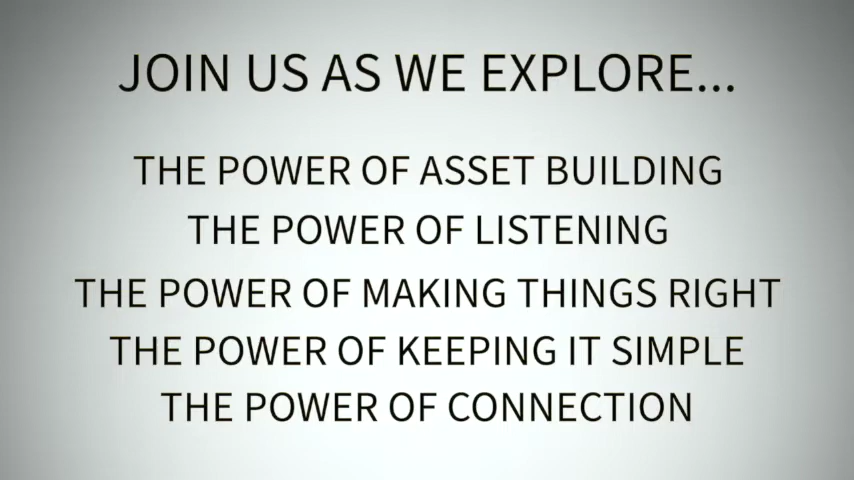 JOIN US AS WE EXPLORE...
THE POWER OF ASSET BUILDING
THE POWER OF LISTENING
THE POWER OF MAKING THINGS RIGHT
THE POWER OF KEEPING IT SIMPLE
THE POWER OF CONNECTION